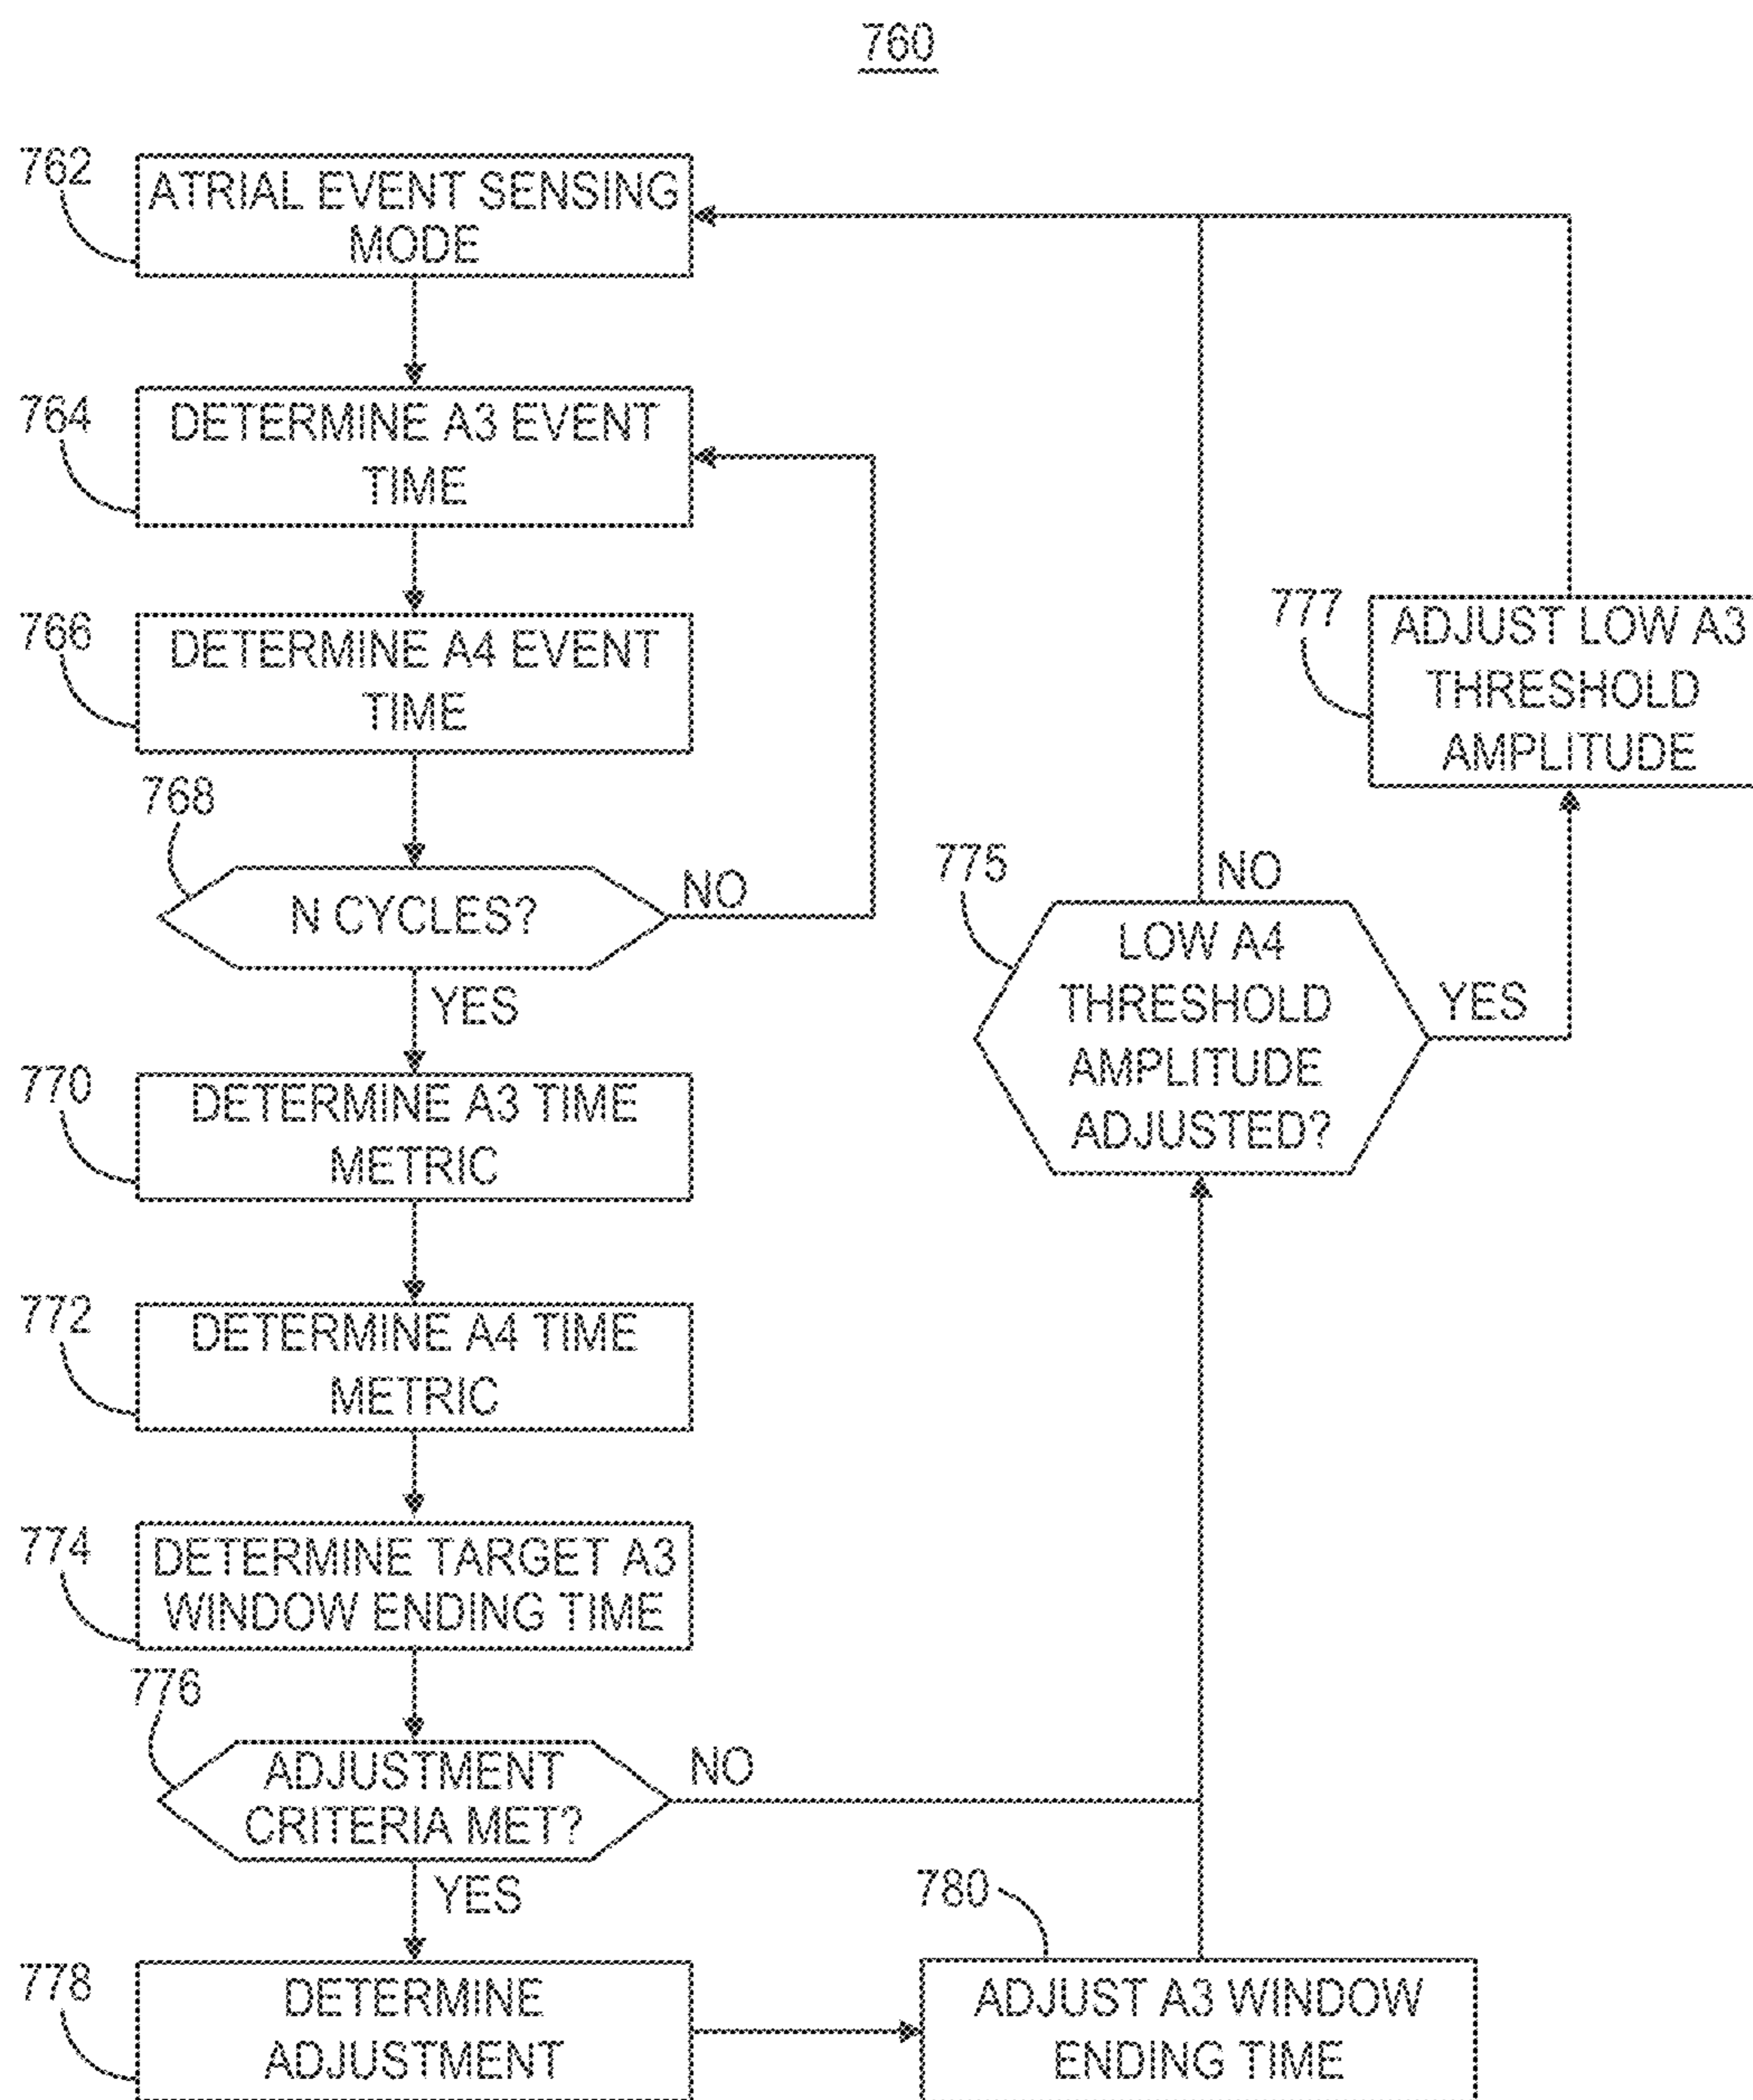 760
762
ATRIAL EVENT SENSING
MODE
764
DETERMINE A3 EVENT
TIME
766
DETERMINE A4 EVENT
TIME
768
N CYCLES?
NO
YES
770
DETERMINE A3 TIME
METRIC
772
DETERMINE A4 TIME
METRIC
774
DETERMINE TARGET A3
WINDOW ENDING TIME
776
ADJUSTMENT
CRITERIA MET?
NO
YES
778
DETERMINE
ADJUSTMENT
780
ADJUST A3 WINDOW
ENDING TIME
775
LOW A4
THRESHOLD
AMPLITUDE
ADJUSTED?
NO
YES
777
ADJUST LOW A3
THRESHOLD
AMPLITUDE